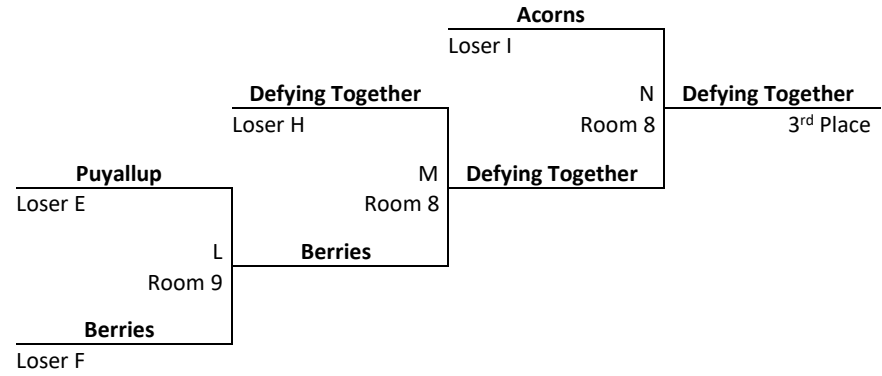 Acorns
Loser I
Defying Together
N
Defying Together
Loser H
Room 8
3rd Place
Puyallup
M
Defying Together
Loser E
Room 8
L
Berries
Room 9
Berries
Loser F